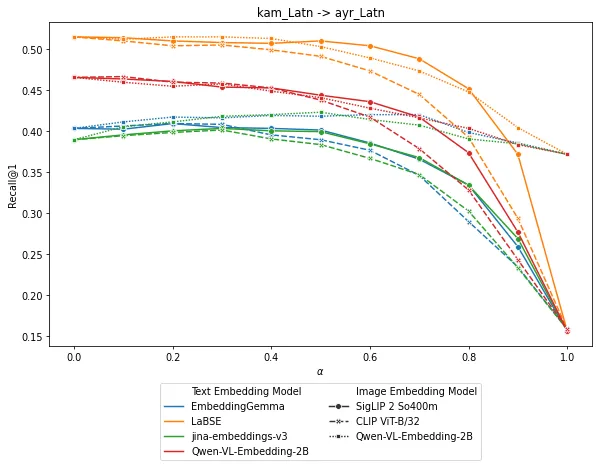 kam_Latn -> ayr_Latn
0.50
0.45
0.40
0.35
0.30
0.25
0.20
0.15
Recall@1
0.0 0.2 0.4 0.6 0.8 1.0
α
Text Embedding Model Image Embedding Model
EmbeddingGemma SigLIP 2 So400m
LaBSE CLIP ViT-B/32
jina-embeddings-v3 Qwen-VL-Embedding-2B
Qwen-VL-Embedding-2B